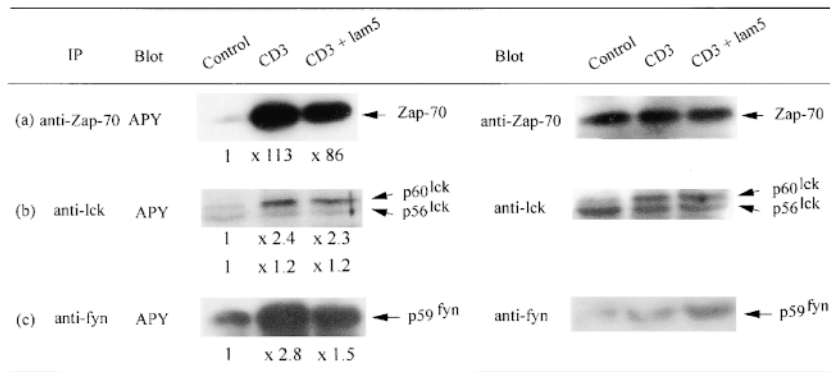 IP Blot Control CD3 CD3 + lam5 Blot Control CD3 CD3 + lam5
(a) anti-Zap-70 APY Zap-70 anti-Zap-70 Zap-70
1 x 113 x 86
(b) anti-lck APY p60lck anti-lck p60lck
p56lck p56lck
1 x 2.4 x 2.3
1 x 1.2 x 1.2
(c) anti-fyn APY p59fyn anti-fyn p59fyn
1 x 2.8 x 1.5